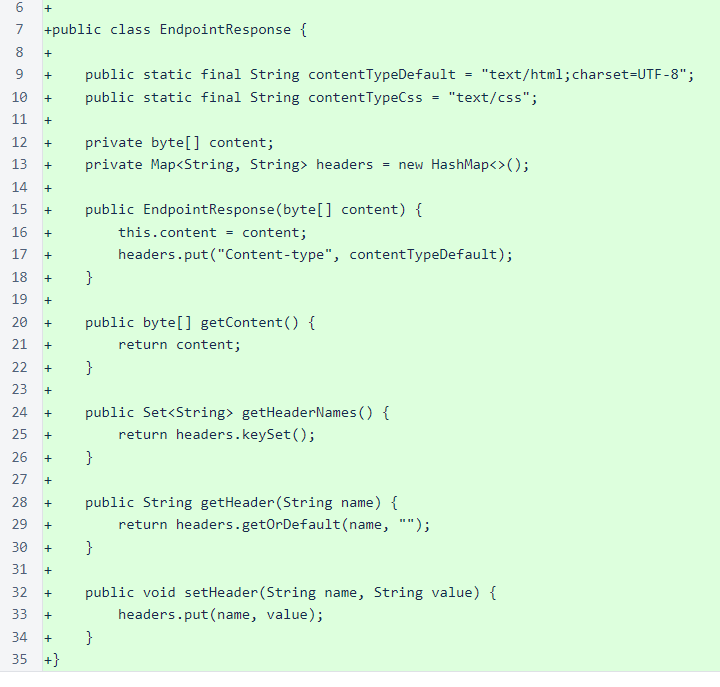 6 +
7 +public class EndpointResponse {
8 +
9 +    public static final String contentTypeDefault = "text/html;charset=UTF-8";
10 +    public static final String contentTypeCss = "text/css";
11 +
12 +    private byte[] content;
13 +    private Map<String, String> headers = new HashMap<>();
14 +
15 +    public EndpointResponse(byte[] content) {
16 +        this.content = content;
17 +        headers.put("Content-type", contentTypeDefault);
18 +    }
19 +
20 +    public byte[] getContent() {
21 +        return content;
22 +    }
23 +
24 +    public Set<String> getHeaderNames() {
25 +        return headers.keySet();
26 +    }
27 +
28 +    public String getHeader(String name) {
29 +        return headers.getOrDefault(name, "");
30 +    }
31 +
32 +    public void setHeader(String name, String value) {
33 +        headers.put(name, value);
34 +    }
35 +}